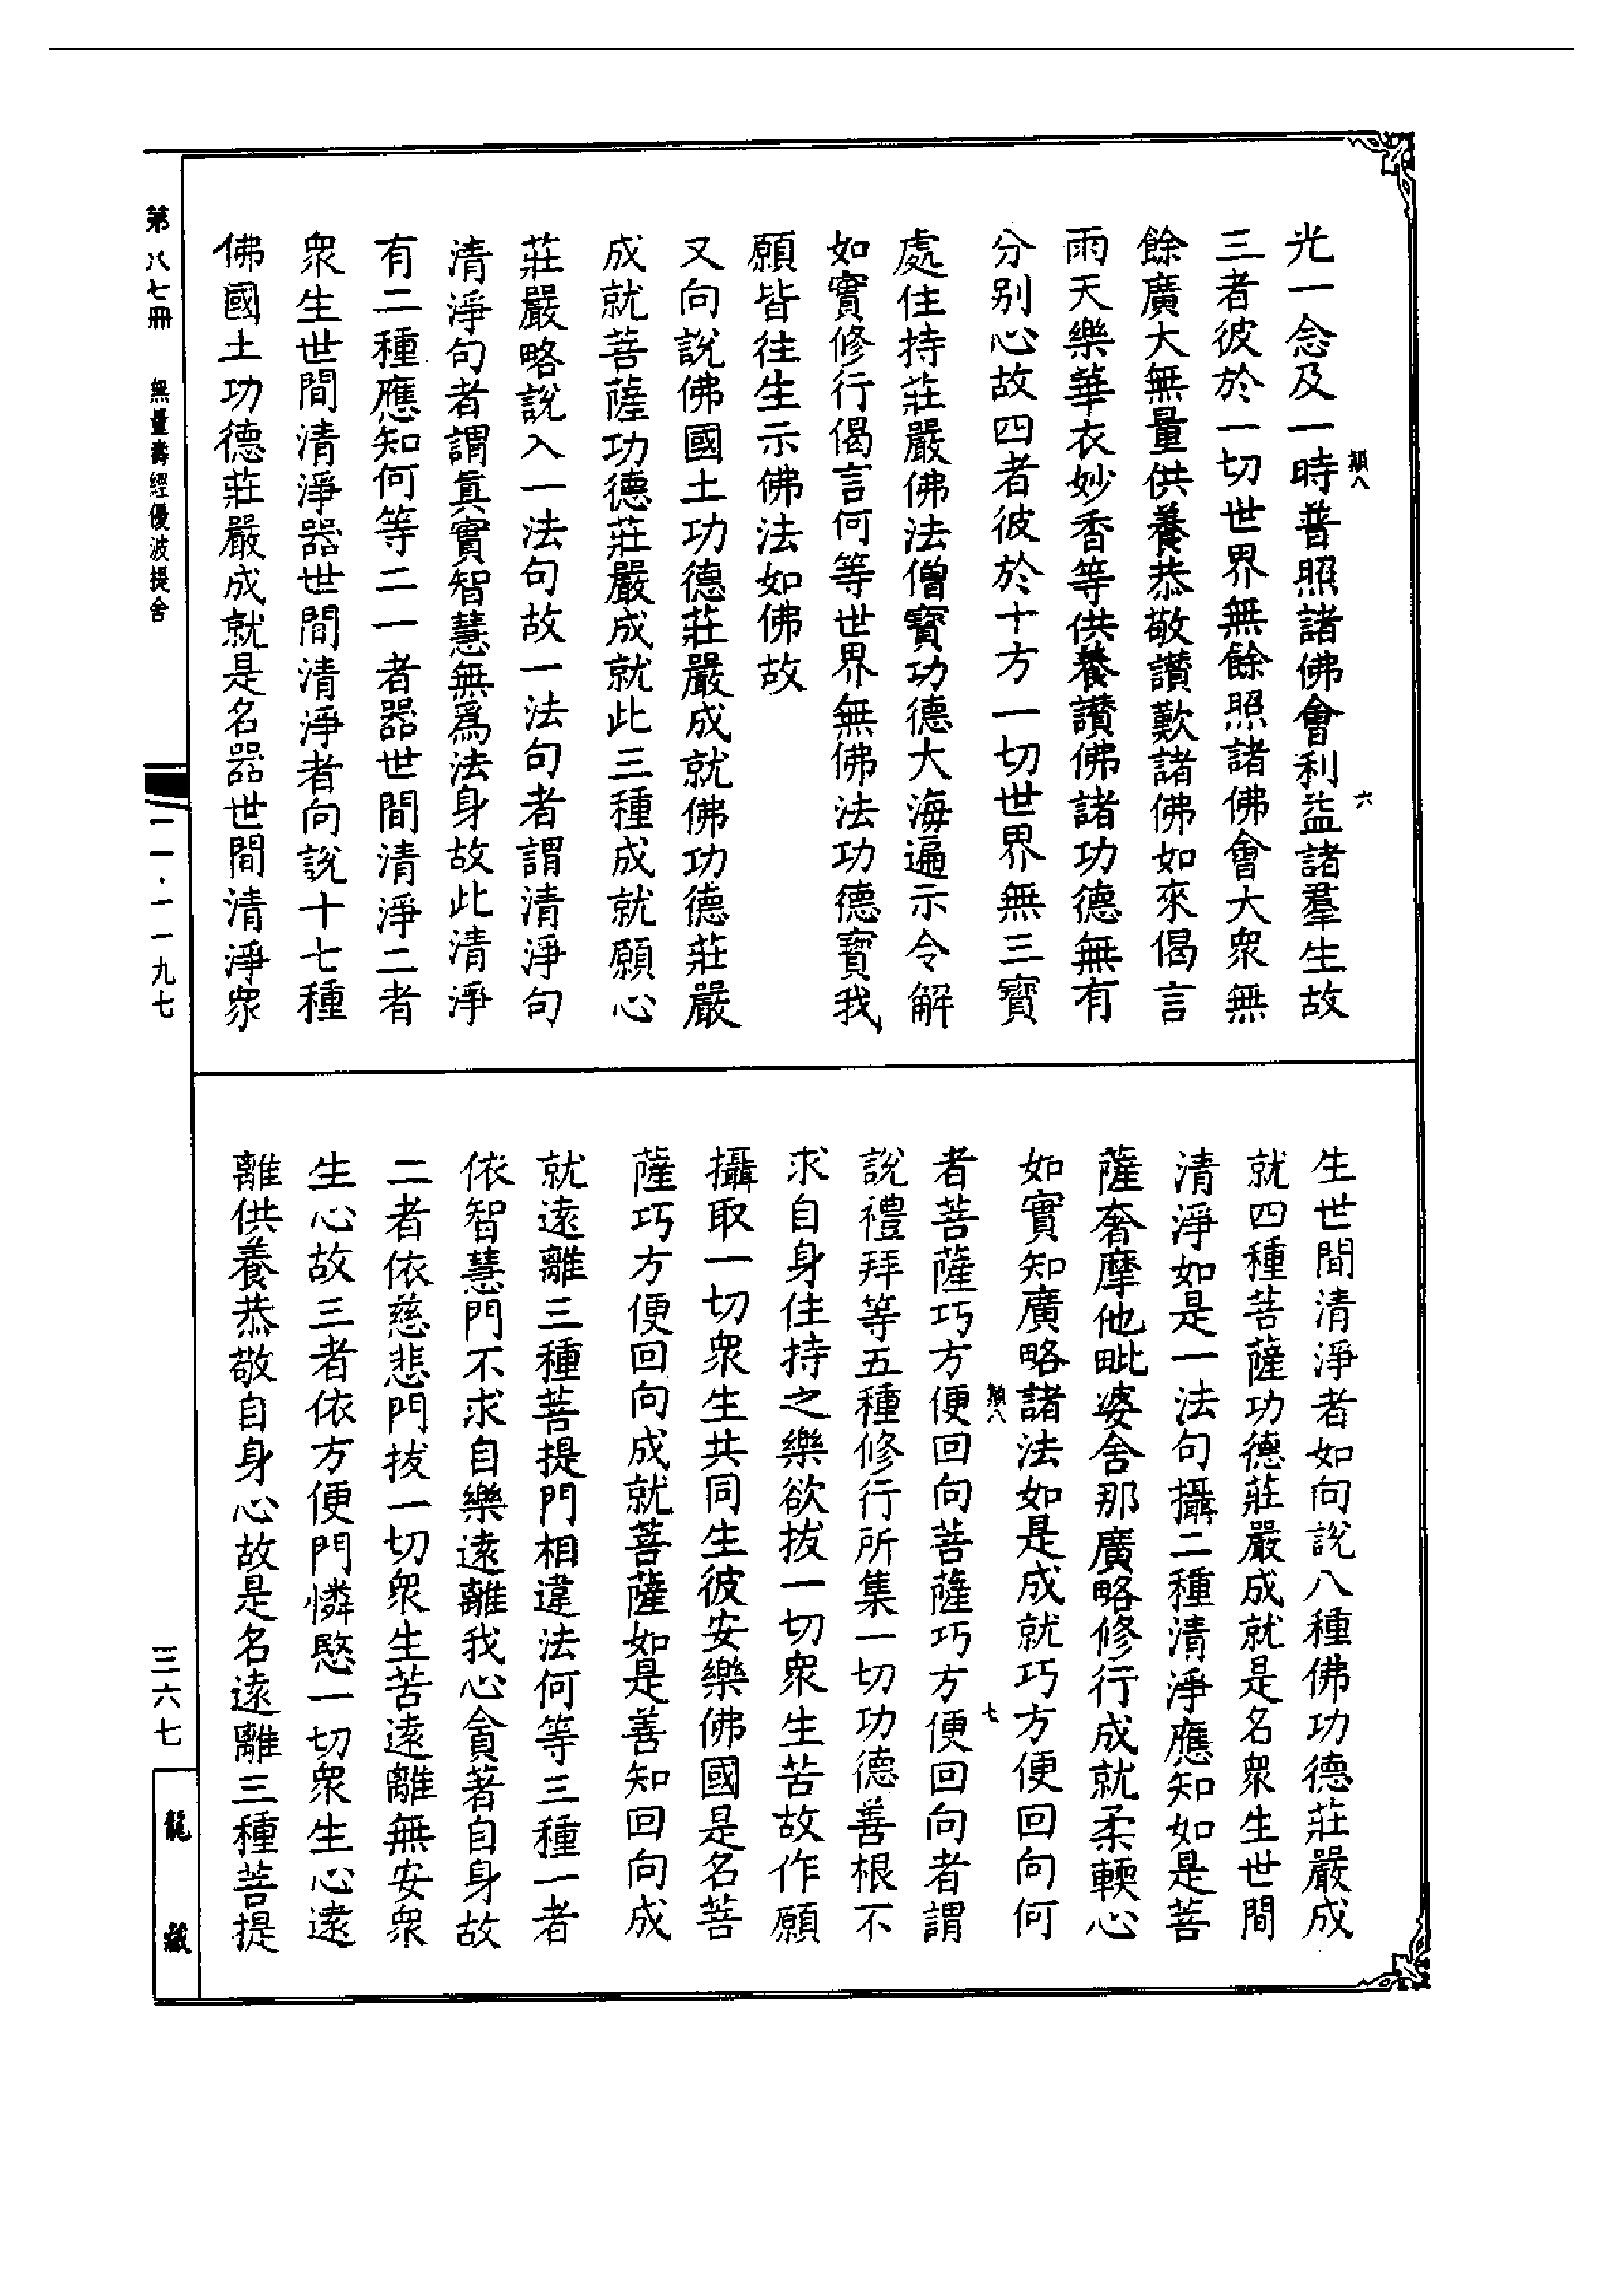 光一念及一時普照諸佛會利益諸羣生故
三者彼於一切世界無餘照諸佛會大衆無
餘廣大無量供養恭敬讚歎諸佛如來偈言
雨天樂華衣妙香等供養讚佛諸功德無有
分别心故四者彼於十方一切世界無三寶
處住持莊嚴佛法僧寳功德大海遍示令解
如實修行偈言何等世界無佛法功德寳我
願皆往生示佛法如佛故
又向說佛國土功德莊嚴成就佛功德莊嚴
成就菩薩功德莊嚴成就此三種成就願心
莊嚴略說入一法句故一法句者謂清淨句
清淨句者謂眞實智慧無爲法身故此清淨
有二種應知何等二一者器世間清淨二者
衆生世間清淨器世間清淨者向說十七種
佛國土功德莊嚴成就是名器世間清淨衆
六
生世間清淨者如向說八種佛功德莊嚴成
就四種菩薩功德莊嚴成就是名衆生世間
清淨如是一法句攝二種清淨應知如是菩
薩奢摩他毗婆舍那廣略修行成就柔輭心
如實知廣略諸法如是成就巧方便回向何
者菩薩巧方便回向菩薩巧方便回向者謂
說禮拜等五種修行所集一切功德善根不
求自身住持之樂欲拔一切衆生苦故作願
攝取一切衆生共同生彼安樂佛國是名菩
薩巧方便回向成就菩薩如是善知回向成
就遠離三種菩提門相違法何等三種一者
依智慧門不求自樂遠離我心貪著自身故
二者依慈悲門拔一切衆生苦遠離無安衆
生心故三者依方便門憐愍一切衆生心遠
離供養恭敬自身心故是名遠離三種菩提
七
第八七冊 無量壽經優波提舍
一一·一一九七
三六七
龍藏